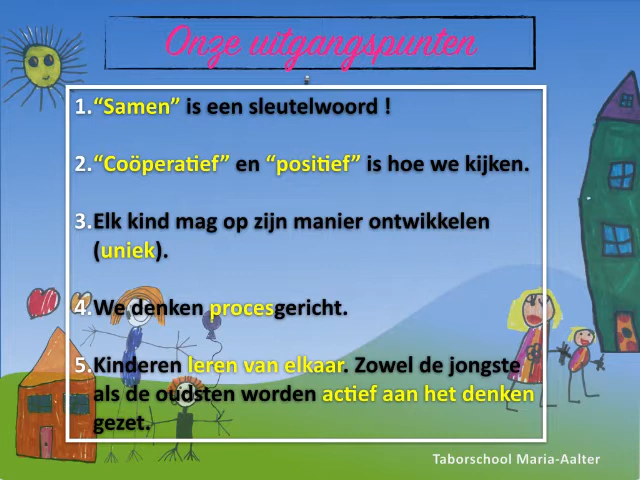 Onze uitgangspunten
1. “Samen” is een sleutelwoord !
2. “Coöperatief” en “positief” is hoe we kijken.
3. Elk kind mag op zijn manier ontwikkelen
(uniek).
4. We denken procesgericht.
5. Kinderen leren van elkaar. Zowel de jongste
als de oudsten worden actief aan het denken
gezet.
Taborschool Maria-Aalter